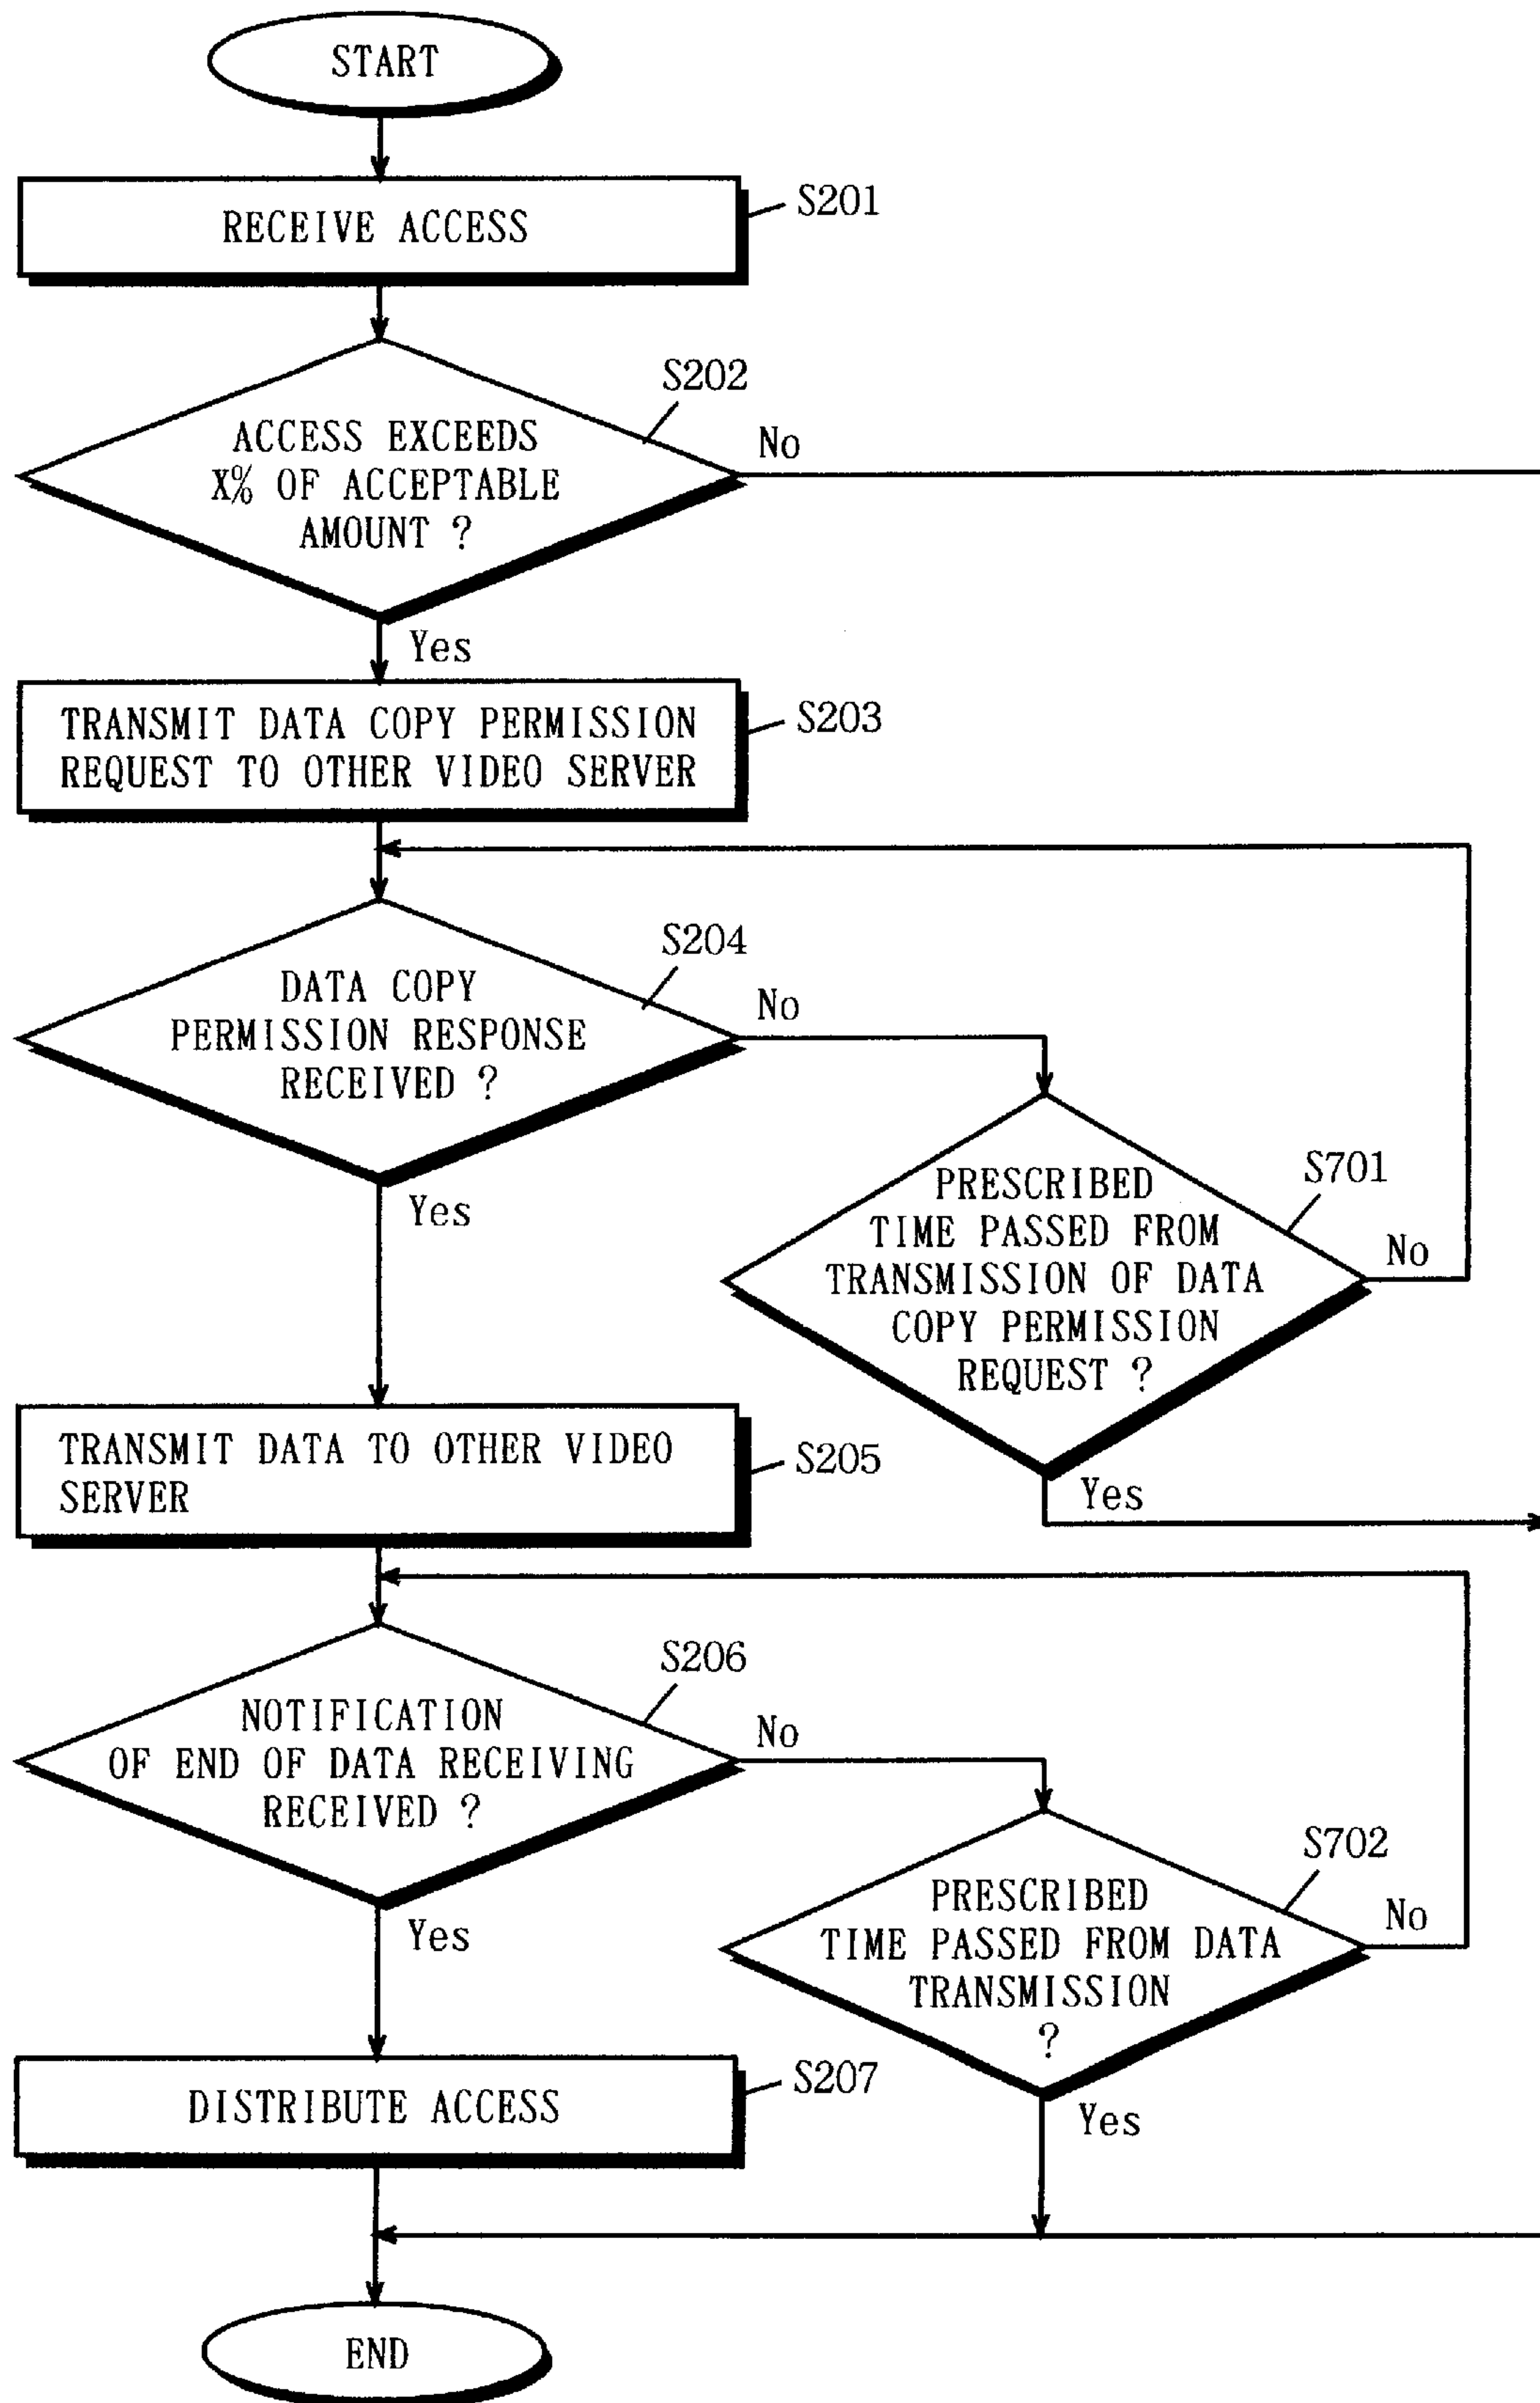 START
RECEIVE ACCESS
S201
S202
ACCESS EXCEEDS
X% OF ACCEPTABLE
AMOUNT ?
No
Yes
TRANSMIT DATA COPY PERMISSION
REQUEST TO OTHER VIDEO SERVER
S203
S204
DATA COPY
PERMISSION RESPONSE
RECEIVED ?
No
Yes
S701
PRESCRIBED
TIME PASSED FROM
TRANSMISSION OF DATA
COPY PERMISSION
REQUEST ?
No
Yes
TRANSMIT DATA TO OTHER VIDEO
SERVER
S205
S206
NOTIFICATION
OF END OF DATA RECEIVING
RECEIVED ?
No
Yes
S702
PRESCRIBED
TIME PASSED FROM DATA
TRANSMISSION
?
No
Yes
DISTRIBUTE ACCESS
S207
END